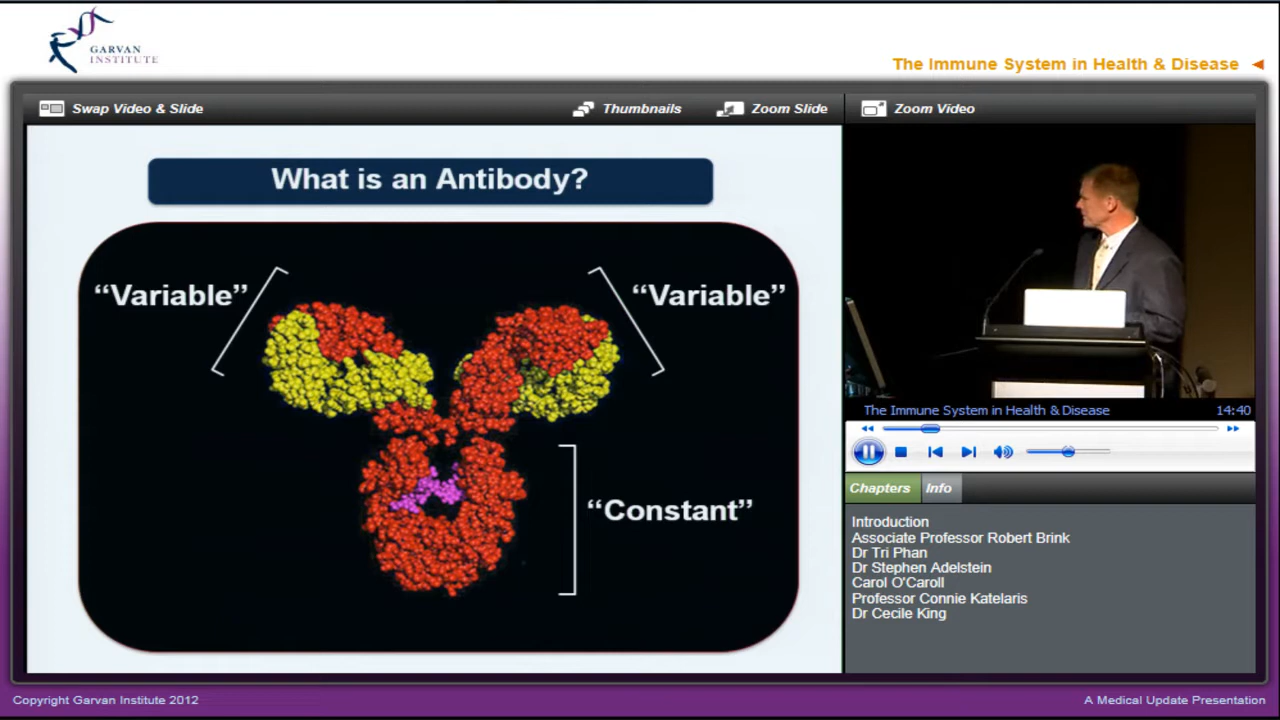 GARVAN
INSTITUTE
The Immune System in Health & Disease
Swap Video & Slide
Thumbnails
Zoom Slide
Zoom Video
What is an Antibody?
“Variable”
“Variable”
“Constant”
The Immune System in Health & Disease
14:40
Chapters
Info
Introduction
Associate Professor Robert Brink
Dr Tri Phan
Dr Stephen Adelstein
Carol O'Caroll
Professor Connie Katelaris
Dr Cecile King
Copyright Garvan Institute 2012
A Medical Update Presentation